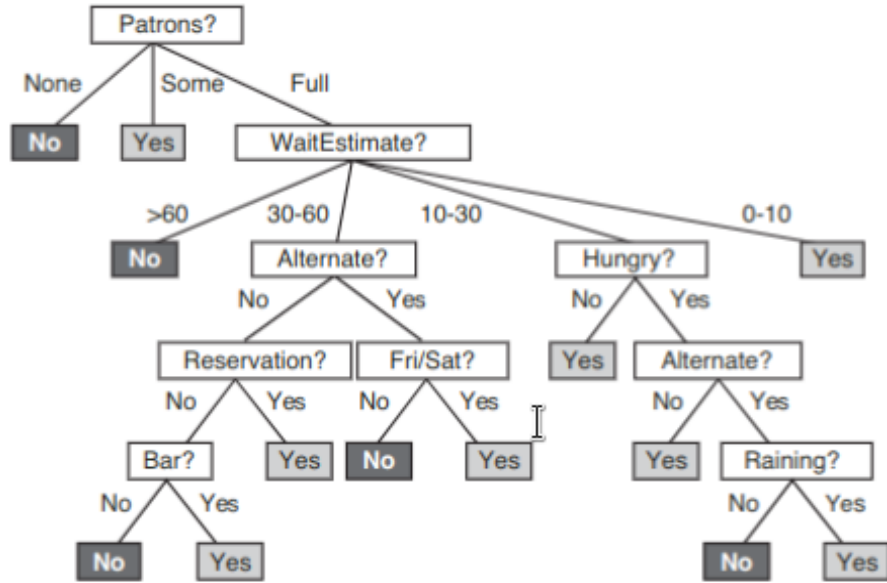 Patrons?
None Some Full
No Yes WaitEstimate?
>60 30-60 10-30 0-10
No Alternate? Hungry? Yes
No Yes No Yes
Reservation? Fri/Sat? Yes Alternate?
No Yes No Yes No Yes
Bar? Yes No Yes Yes Raining?
No Yes No Yes
No Yes No Yes